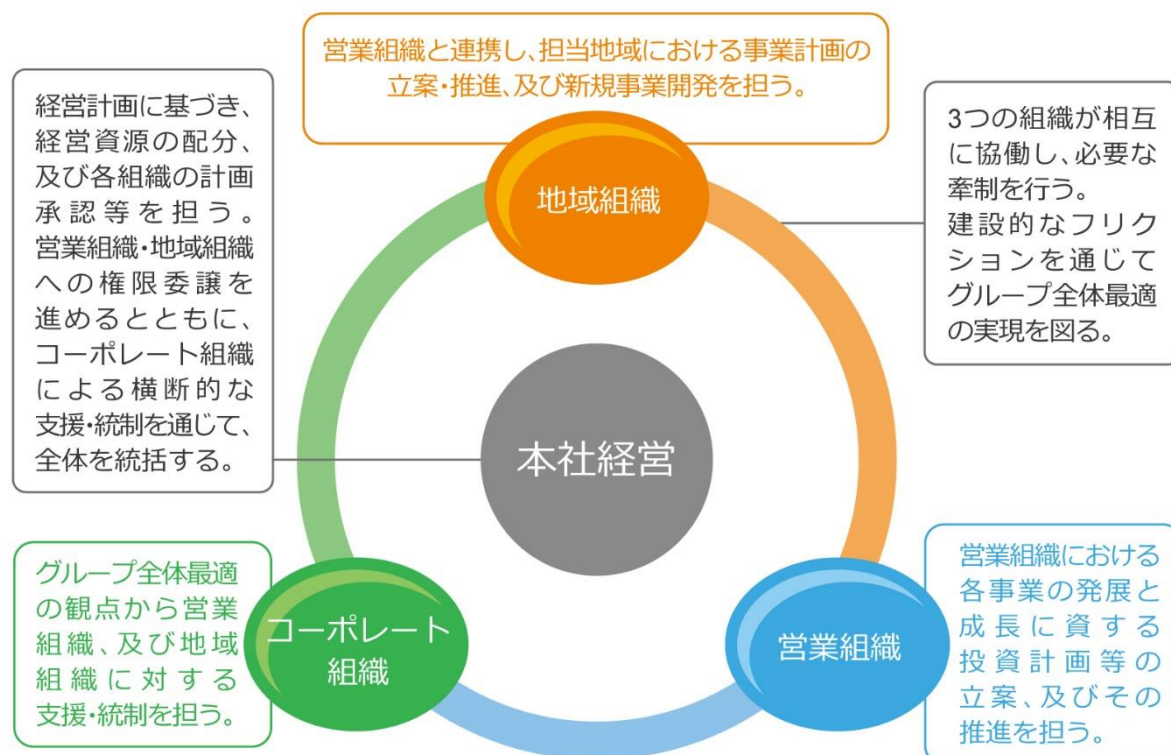 営業組織と連携し、担当地域における事業計画の
立案・推進、及び新規事業開発を担う。
経営計画に基づき、
経営資源の配分、
及び各組織の計画
承認等を担う。
営業組織・地域組織
への権限委譲を
進めるとともに、
コーポレート組織
による横断的な
支援・統制を通じて、
全体を統括する。
3つの組織が相互
に協働し、必要な
牽制を行う。
建設的なフリク
ションを通じて
グループ全体最適
の実現を図る。
地域組織
本社経営
グループ全体最適
の観点から営業
組織、及び地域
組織に対する
支援・統制を担う。
コーポレート
組織
営業組織
営業組織における
各事業の発展と
成長に資する
投資計画等の
立案、及びその
推進を担う。